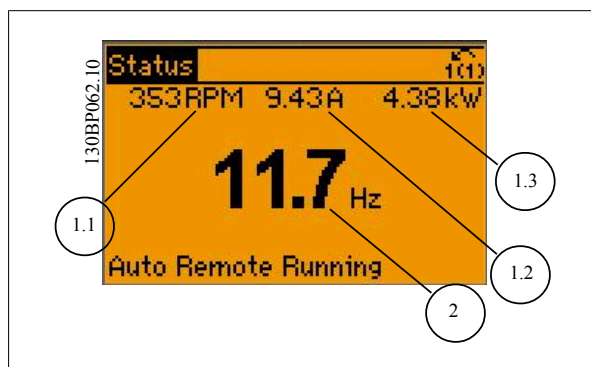 130BP062.10
Status
1(1)
353RPM 9.43A 4.38kW
11.7 Hz
Auto Remote Running
1.1
1.2
1.3
2